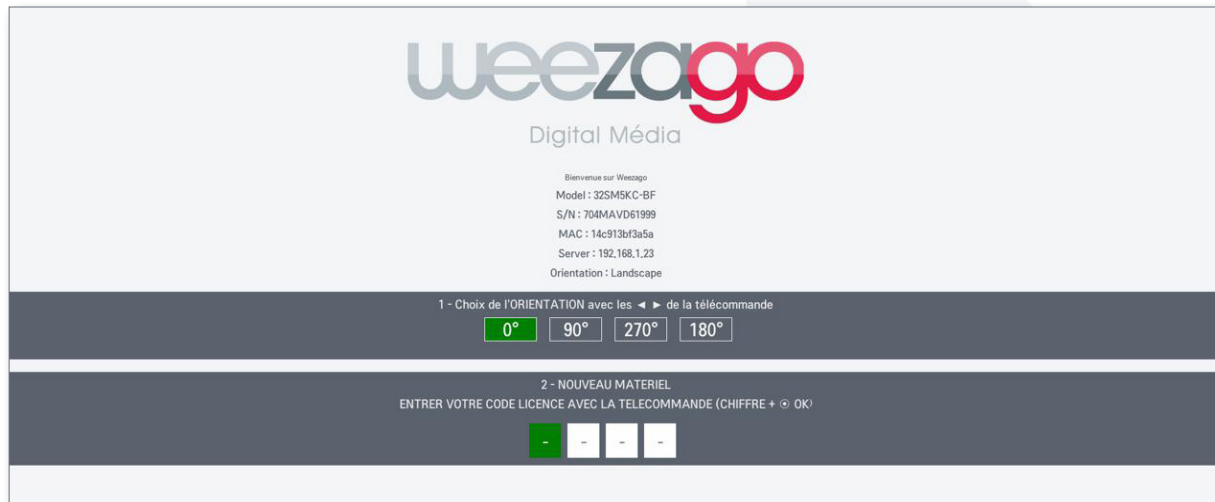 weezago
Digital Média
Bienvenue sur Weezago
Model : 32SM5KC-BF
S/N : 704MAVD61999
MAC : 14c913bf3a5a
Server : 192.168.1.23
Orientation : Landscape
1 - Choix de l'ORIENTATION avec les ◄ ► de la télécommande
0° 90° 270° 180°
2 - NOUVEAU MATERIEL
ENTRER VOTRE CODE LICENCE AVEC LA TELECOMMANDE (CHIFFRE + ⦿ OK)
- - - -